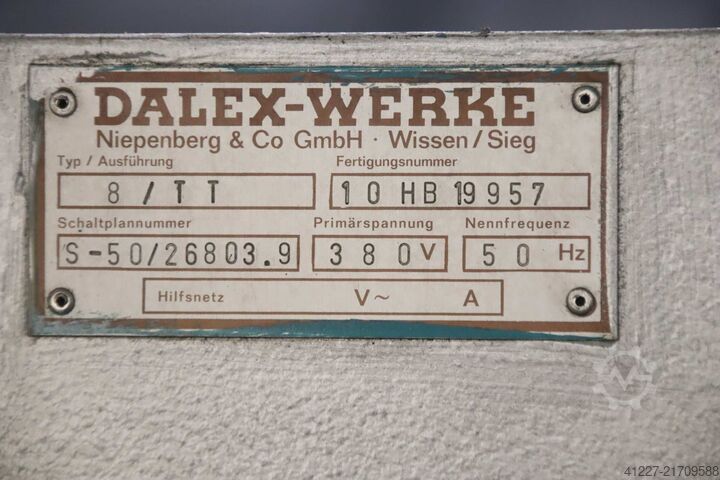 DALEX-WERKE
Niepenberg & Co GmbH · Wissen/Sieg
Typ / Ausführung Fertigungsnummer
8/TT 10 HB 19957
Schaltplannummer Primärspannung Nennfrequenz
S-50/26803.9 380 V 50 Hz
Hilfsnetz V~ A
41227-21709588